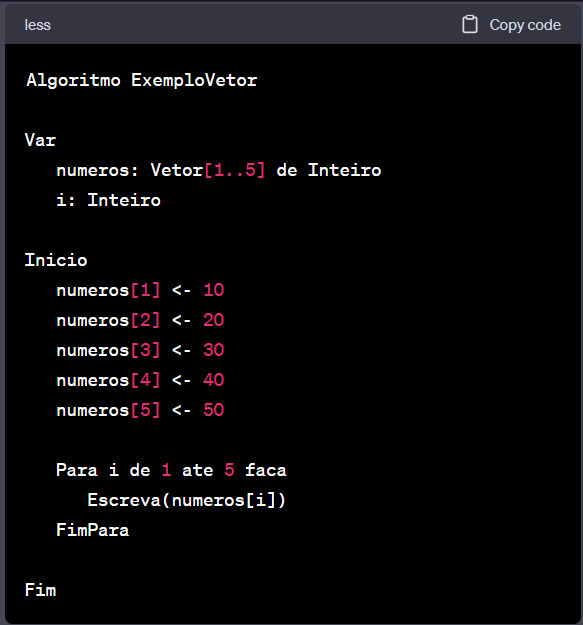 less
Copy code
Algoritmo ExemploVetor
Var
numeros: Vetor[1..5] de Inteiro
i: Inteiro
Inicio
numeros[1] <- 10
numeros[2] <- 20
numeros[3] <- 30
numeros[4] <- 40
numeros[5] <- 50
Para i de 1 ate 5 faca
Escreva(numeros[i])
FimPara
Fim